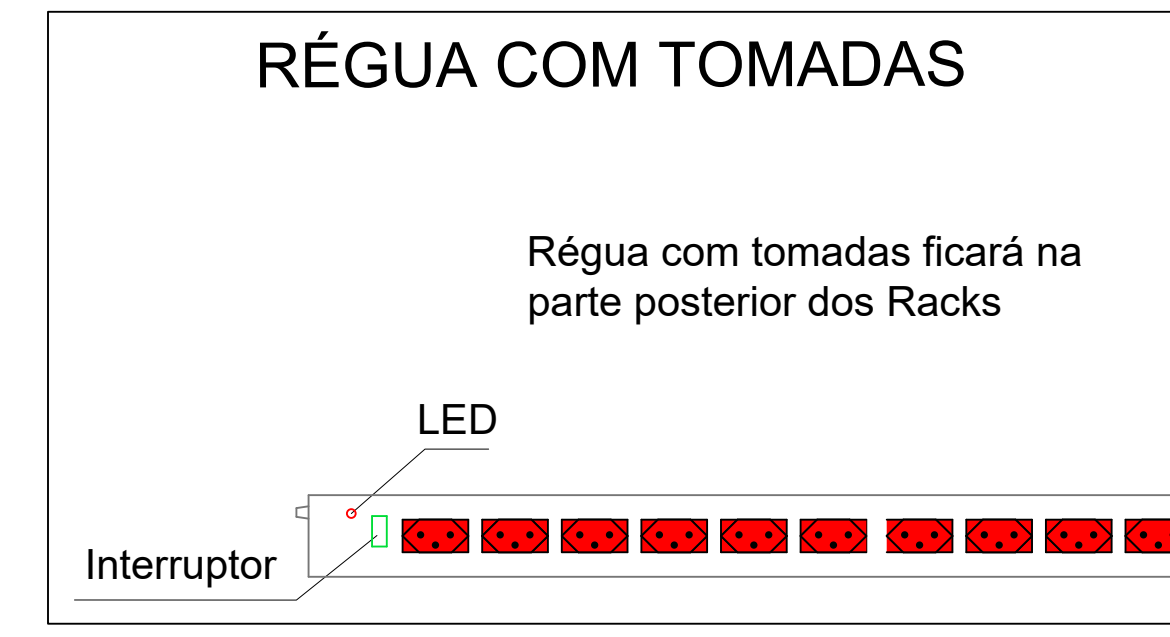 RÉGUA COM TOMADAS
Régua com tomadas ficará na
parte posterior dos Racks
LED
Interruptor